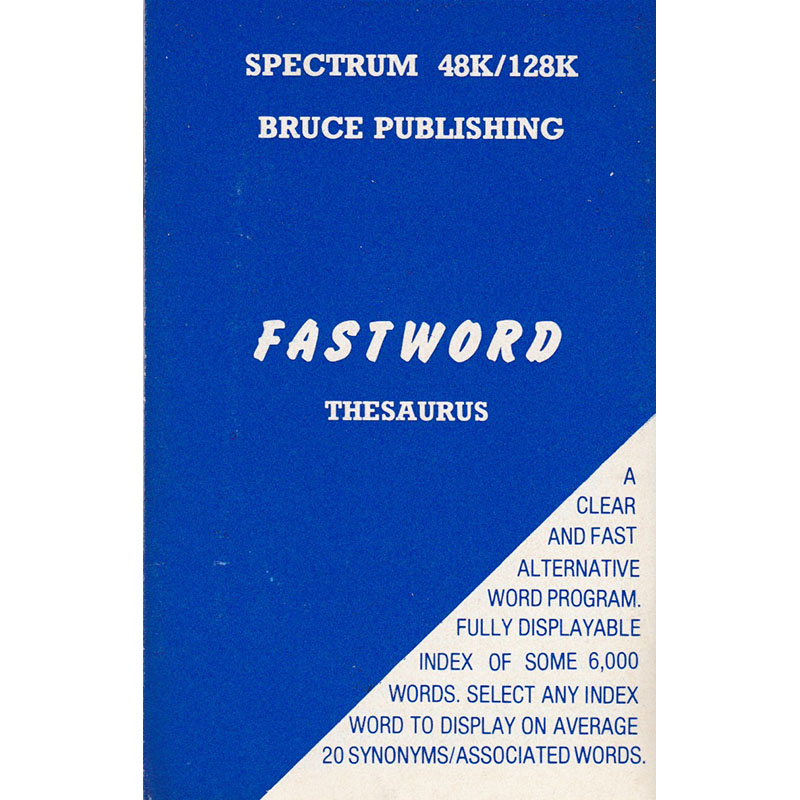 SPECTRUM 48K/128K
BRUCE PUBLISHING
FASTWORD
THESAURUS
A
CLEAR
AND FAST
ALTERNATIVE
WORD PROGRAM.
FULLY DISPLAYABLE
INDEX OF SOME 6,000
WORDS. SELECT ANY INDEX
WORD TO DISPLAY ON AVERAGE
20 SYNONYMS/ASSOCIATED WORDS.